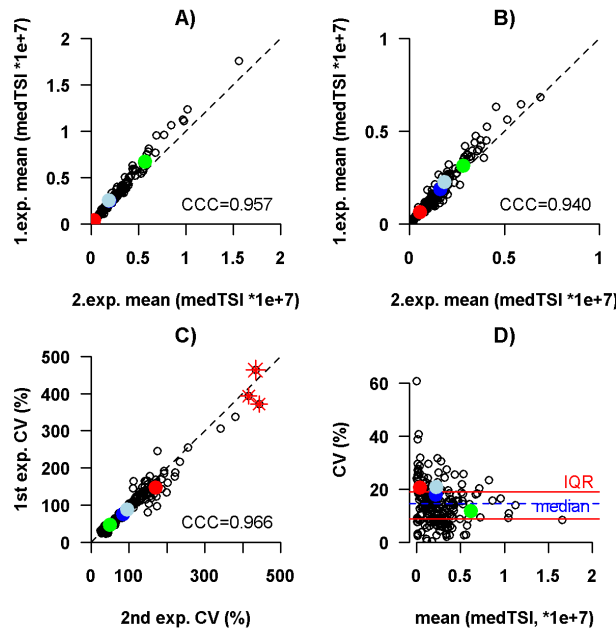 A)
1.exp. mean (medTSI *1e+7)
2
1.5
1
0.5
0
CCC=0.957
0 0.5 1 1.5 2
2.exp. mean (medTSI *1e+7)
B)
1.exp. mean (medTSI *1e+7)
1
0.5
0
CCC=0.940
0 0.5 1
2.exp. mean (medTSI *1e+7)
C)
1st exp. CV (%)
500
400
300
200
100
0
CCC=0.966
0 100 300 500
2nd exp. CV (%)
D)
CV (%)
60
40
20
0
IQR
median
0 0.5 1 1.5 2
mean (medTSI, *1e+7)